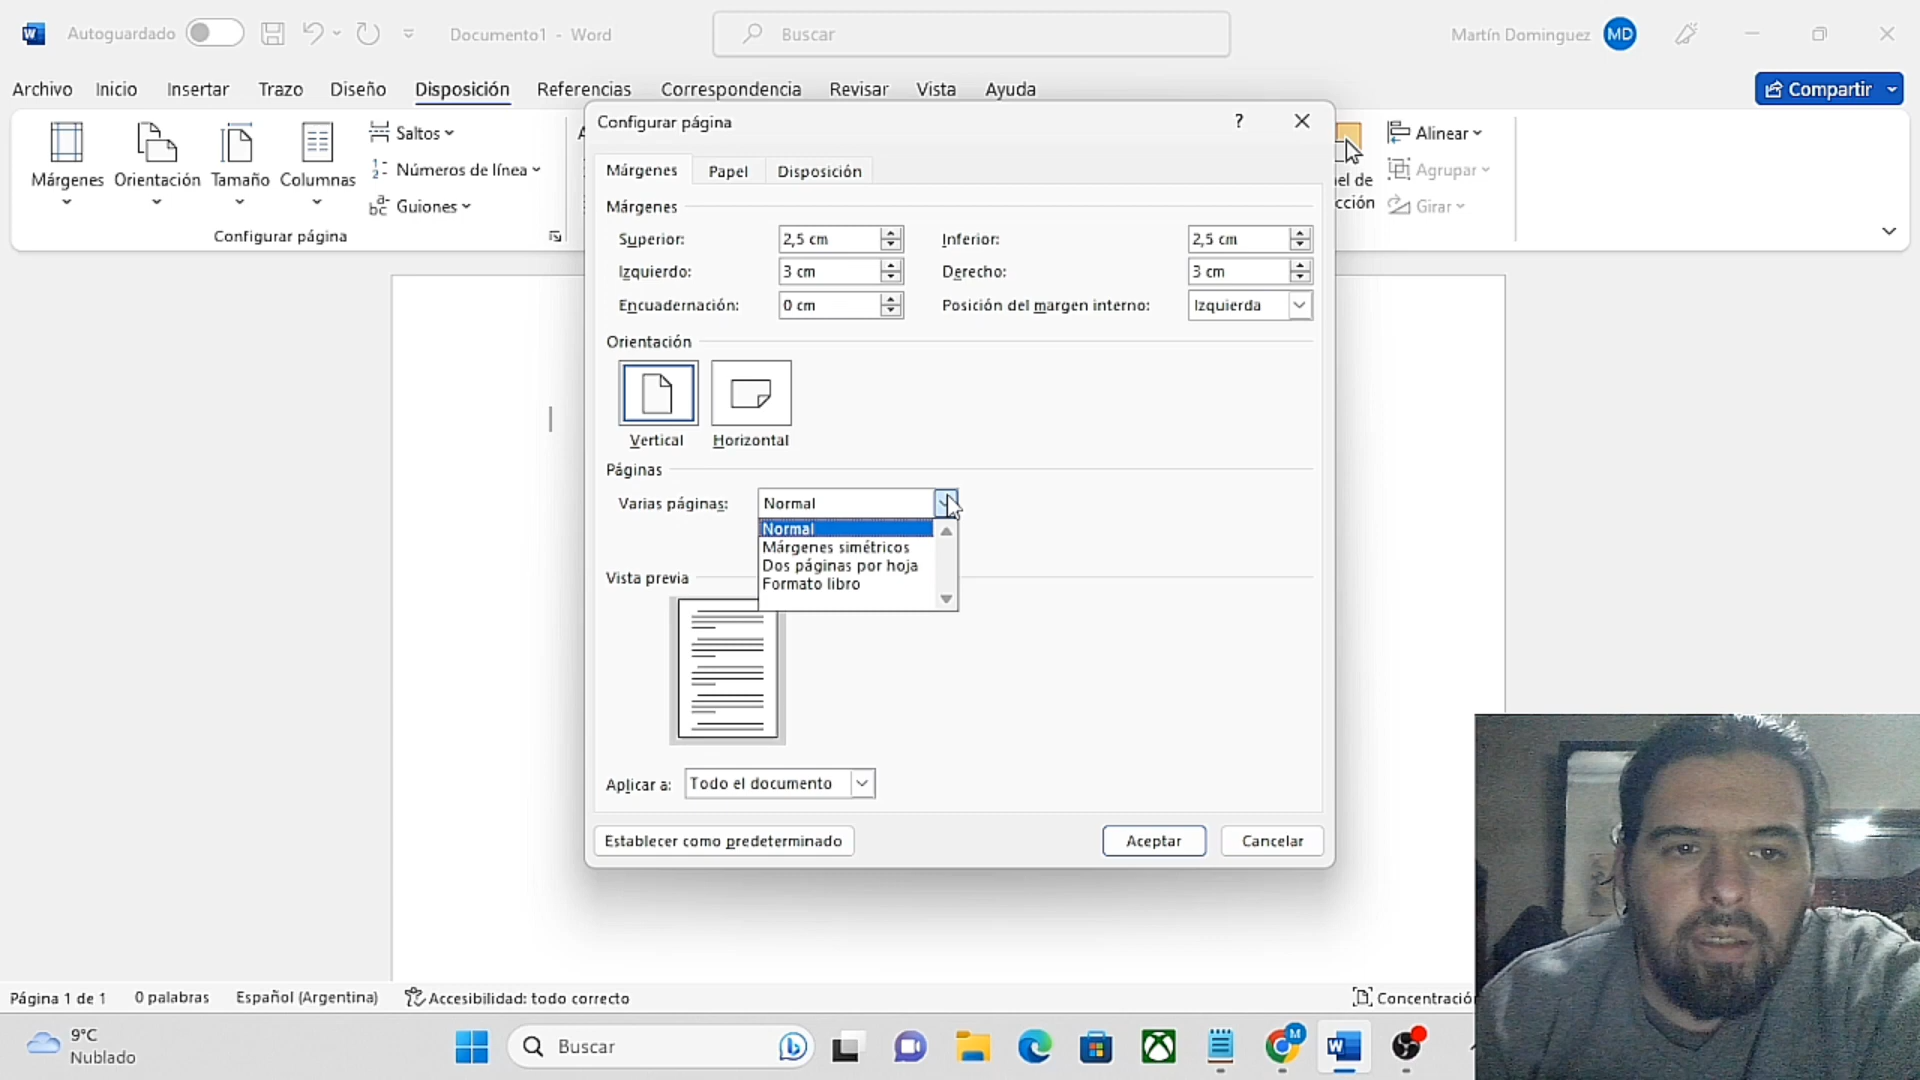 Autoguardado
Documento1 - Word
Buscar
Martín Dominguez
MD
Archivo
Inicio
Insertar
Trazo
Diseño
Disposición
Referencias
Correspondencia
Revisar
Vista
Ayuda
Compartir
Márgenes
Orientación
Tamaño
Columnas
Saltos
Números de línea
Guiones
Configurar página
el de
cción
Alinear
Agrupar
Girar
Configurar página
?
Márgenes
Papel
Disposición
Márgenes
Superior: 2,5 cm
Inferior: 2,5 cm
Izquierdo: 3 cm
Derecho: 3 cm
Encuadernación: 0 cm
Posición del margen interno: Izquierda
Orientación
Vertical
Horizontal
Páginas
Varias páginas: Normal
Normal
Márgenes simétricos
Dos páginas por hoja
Formato libro
Vista previa
Aplicar a: Todo el documento
Establecer como predeterminado
Aceptar
Cancelar
Página 1 de 1
0 palabras
Español (Argentina)
Accesibilidad: todo correcto
Concentració
9°C
Nublado
Buscar
M